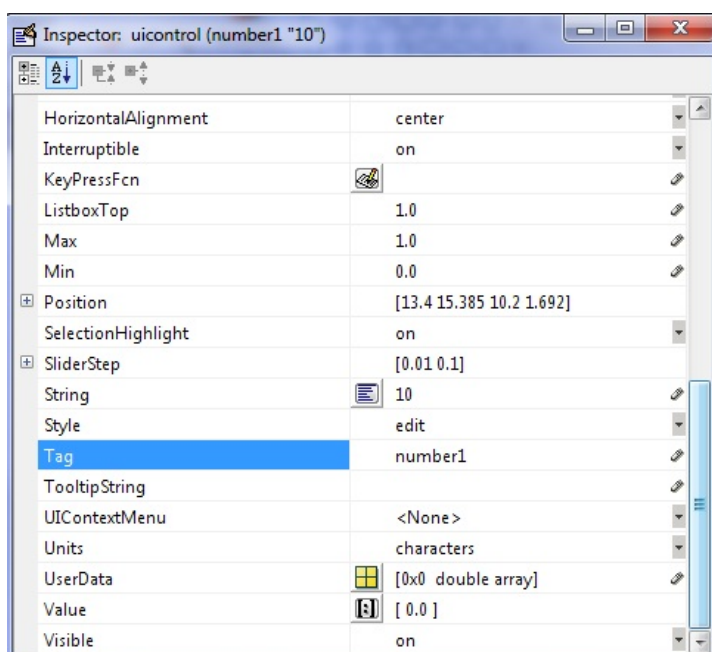 Inspector: uicontrol (number1 "10")
HorizontalAlignment center
Interruptible on
KeyPressFcn
ListboxTop 1.0
Max 1.0
Min 0.0
Position [13.4 15.385 10.2 1.692]
SelectionHighlight on
SliderStep [0.01 0.1]
String 10
Style edit
Tag number1
TooltipString
UIContextMenu <None>
Units characters
UserData [0x0 double array]
Value [ 0.0 ]
Visible on